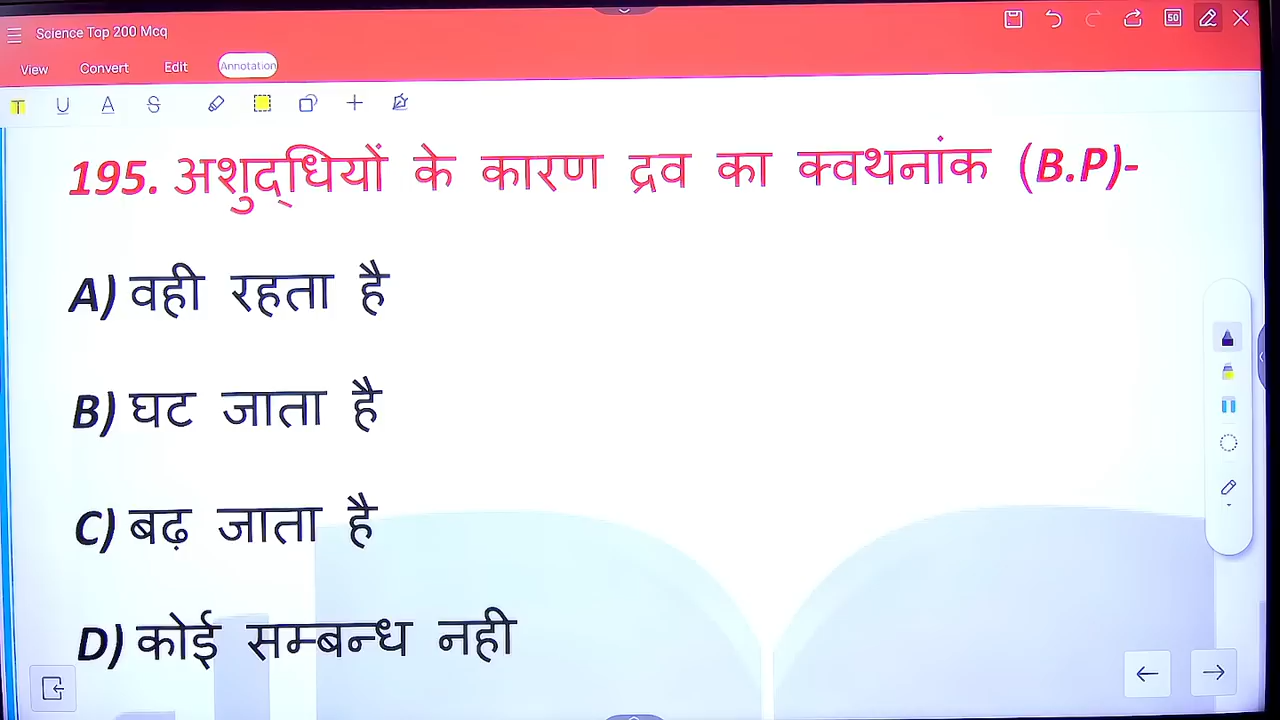 Science Top 200 Mcq
50
View Convert Edit Annotation
T U A S
195. अशुद्धियों के कारण द्रव का क्वथनांक (B.P)-
A) वही रहता है
B) घट जाता है
C) बढ़ जाता है
D) कोई सम्बन्ध नही